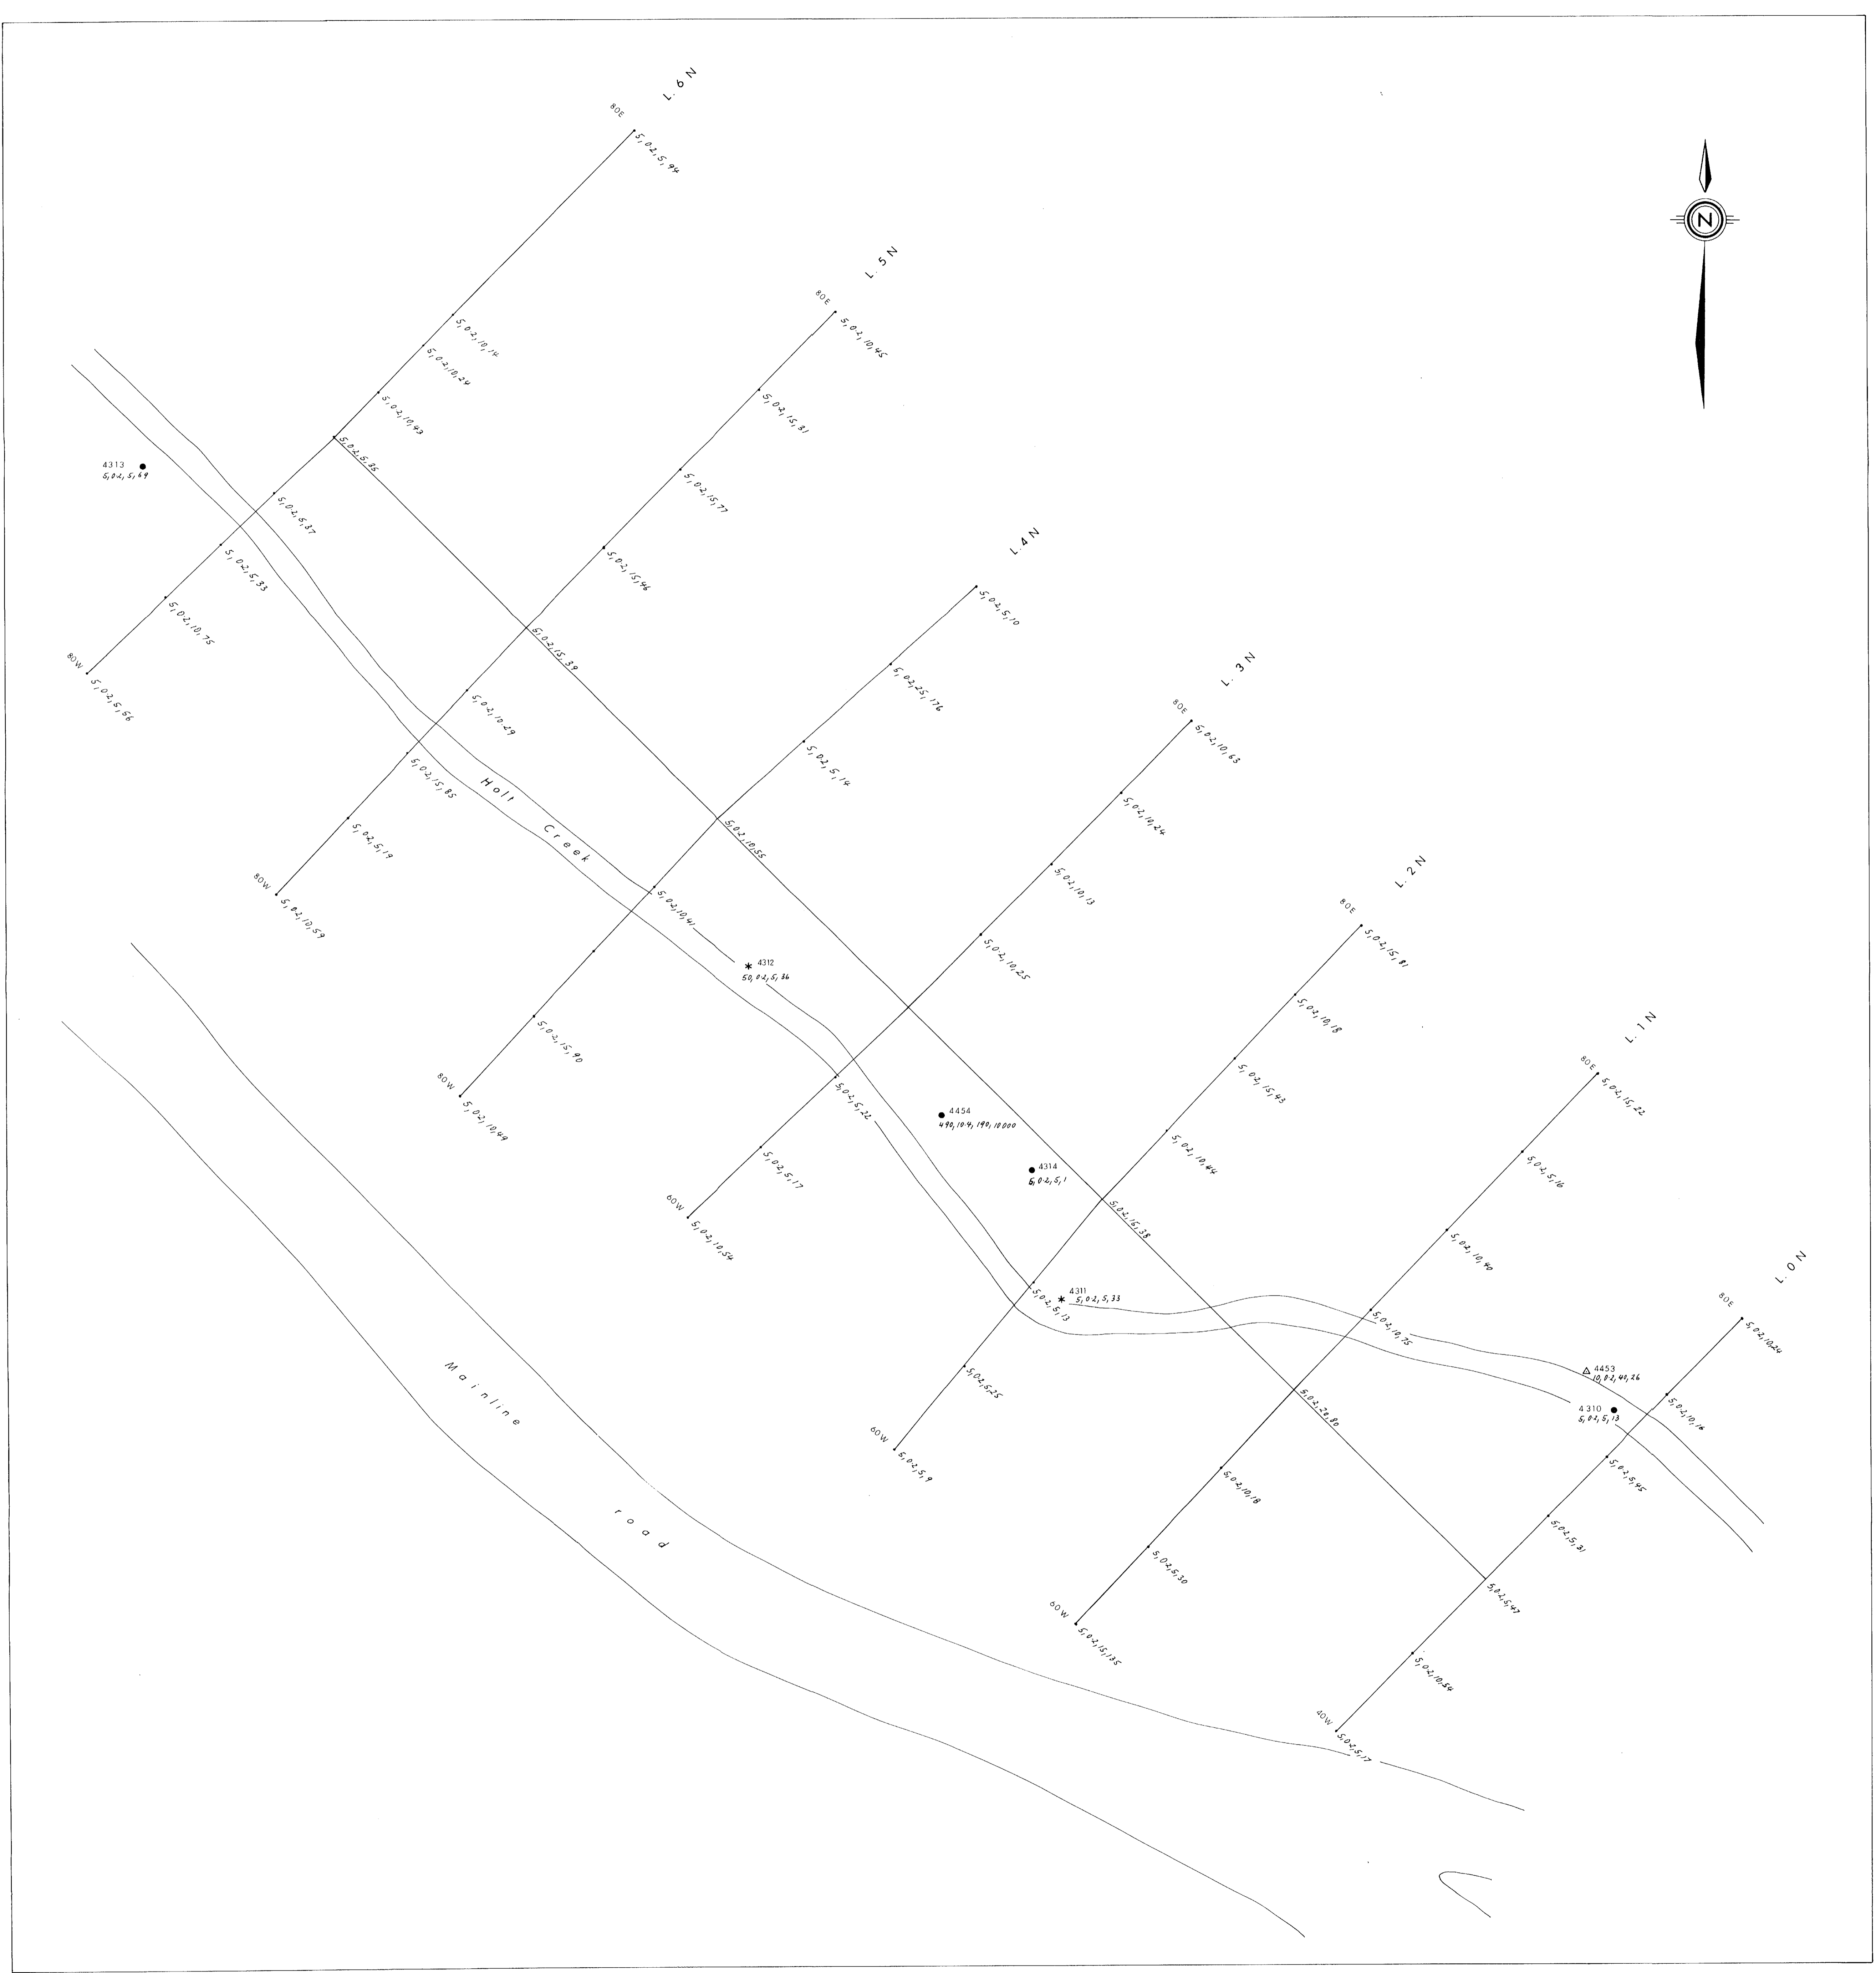 L. 6 N
80E
5, 0.2, 5, 94
5, 0.2, 10, 14
5, 0.2, 10, 24
5, 0.2, 10, 43
5, 0.2, 5, 35
5, 0.2, 5, 37
5, 0.2, 5, 33
5, 0.2, 10, 75
80W
5, 0.2, 5, 56
4313
5, 0.2, 5, 69
N
L. 5 N
80E
5, 0.2, 10, 45
5, 0.2, 15, 31
5, 0.2, 15, 77
5, 0.2, 15, 46
5, 0.2, 15, 39
5, 0.2, 10, 29
5, 0.2, 15, 85
5, 0.2, 5, 19
80W
5, 0.2, 10, 59
L. 4 N
5, 0.2, 5, 10
5, 0.2, 25, 176
5, 0.2, 5, 14
5, 0.2, 10, 55
5, 0.2, 10, 41
5, 0.2, 15, 90
80W
5, 0.2, 10, 49
Holt
Creek
4312
50, 0.2, 5, 36
L. 3 N
80E
5, 0.2, 10, 63
5, 0.2, 10, 24
5, 0.2, 10, 13
5, 0.2, 10, 25
5, 0.2, 5, 22
5, 0.2, 5, 17
60W
5, 0.2, 10, 54
4454
490, 10.4, 190, 10000
4314
5, 0.2, 5, 1
L. 2 N
80E
5, 0.2, 15, 81
5, 0.2, 10, 18
5, 0.2, 15, 43
5, 0.2, 10, 44
5, 0.2, 15, 38
5, 0.2, 5, 13
5, 0.2, 5, 25
60W
5, 0.2, 5, 9
4311
5, 0.2, 5, 33
L. 1 N
80E
5, 0.2, 15, 22
5, 0.2, 5, 16
5, 0.2, 10, 40
5, 0.2, 10, 75
5, 0.2, 20, 80
5, 0.2, 10, 18
5, 0.2, 5, 30
60W
5, 0.2, 15, 135
4453
10, 0.2, 40, 26
4310
5, 0.2, 5, 13
L. 0 N
80E
5, 0.2, 10, 24
5, 0.2, 10, 16
5, 0.2, 5, 45
5, 0.2, 5, 31
5, 0.2, 5, 47
5, 0.2, 10, 54
40W
5, 0.2, 5, 17
Mainline
road